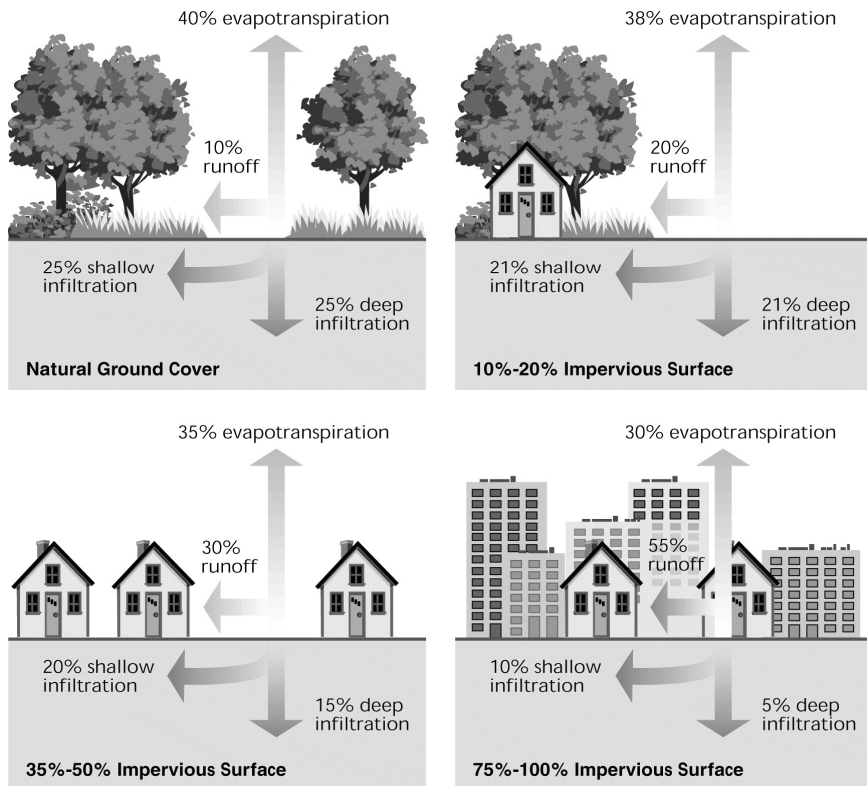 40% evapotranspiration
10%
runoff
25% shallow
infiltration
25% deep
infiltration
Natural Ground Cover
38% evapotranspiration
20%
runoff
21% shallow
infiltration
21% deep
infiltration
10%-20% Impervious Surface
35% evapotranspiration
30%
runoff
20% shallow
infiltration
15% deep
infiltration
35%-50% Impervious Surface
30% evapotranspiration
55%
runoff
10% shallow
infiltration
5% deep
infiltration
75%-100% Impervious Surface